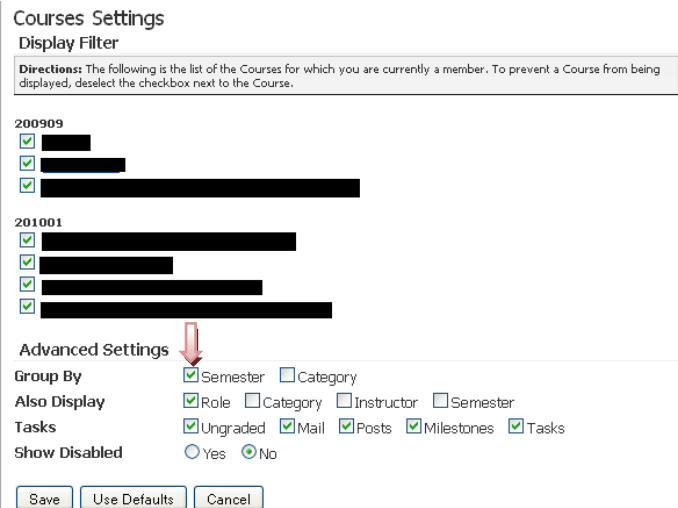 Courses Settings
Display Filter
Directions: The following is the list of the Courses for which you are currently a member. To prevent a Course from being
displayed, deselect the checkbox next to the Course.
200909
201001
Advanced Settings
Group By Semester Category
Also Display Role Category Instructor Semester
Tasks Ungraded Mail Posts Milestones Tasks
Show Disabled Yes No
Save Use Defaults Cancel